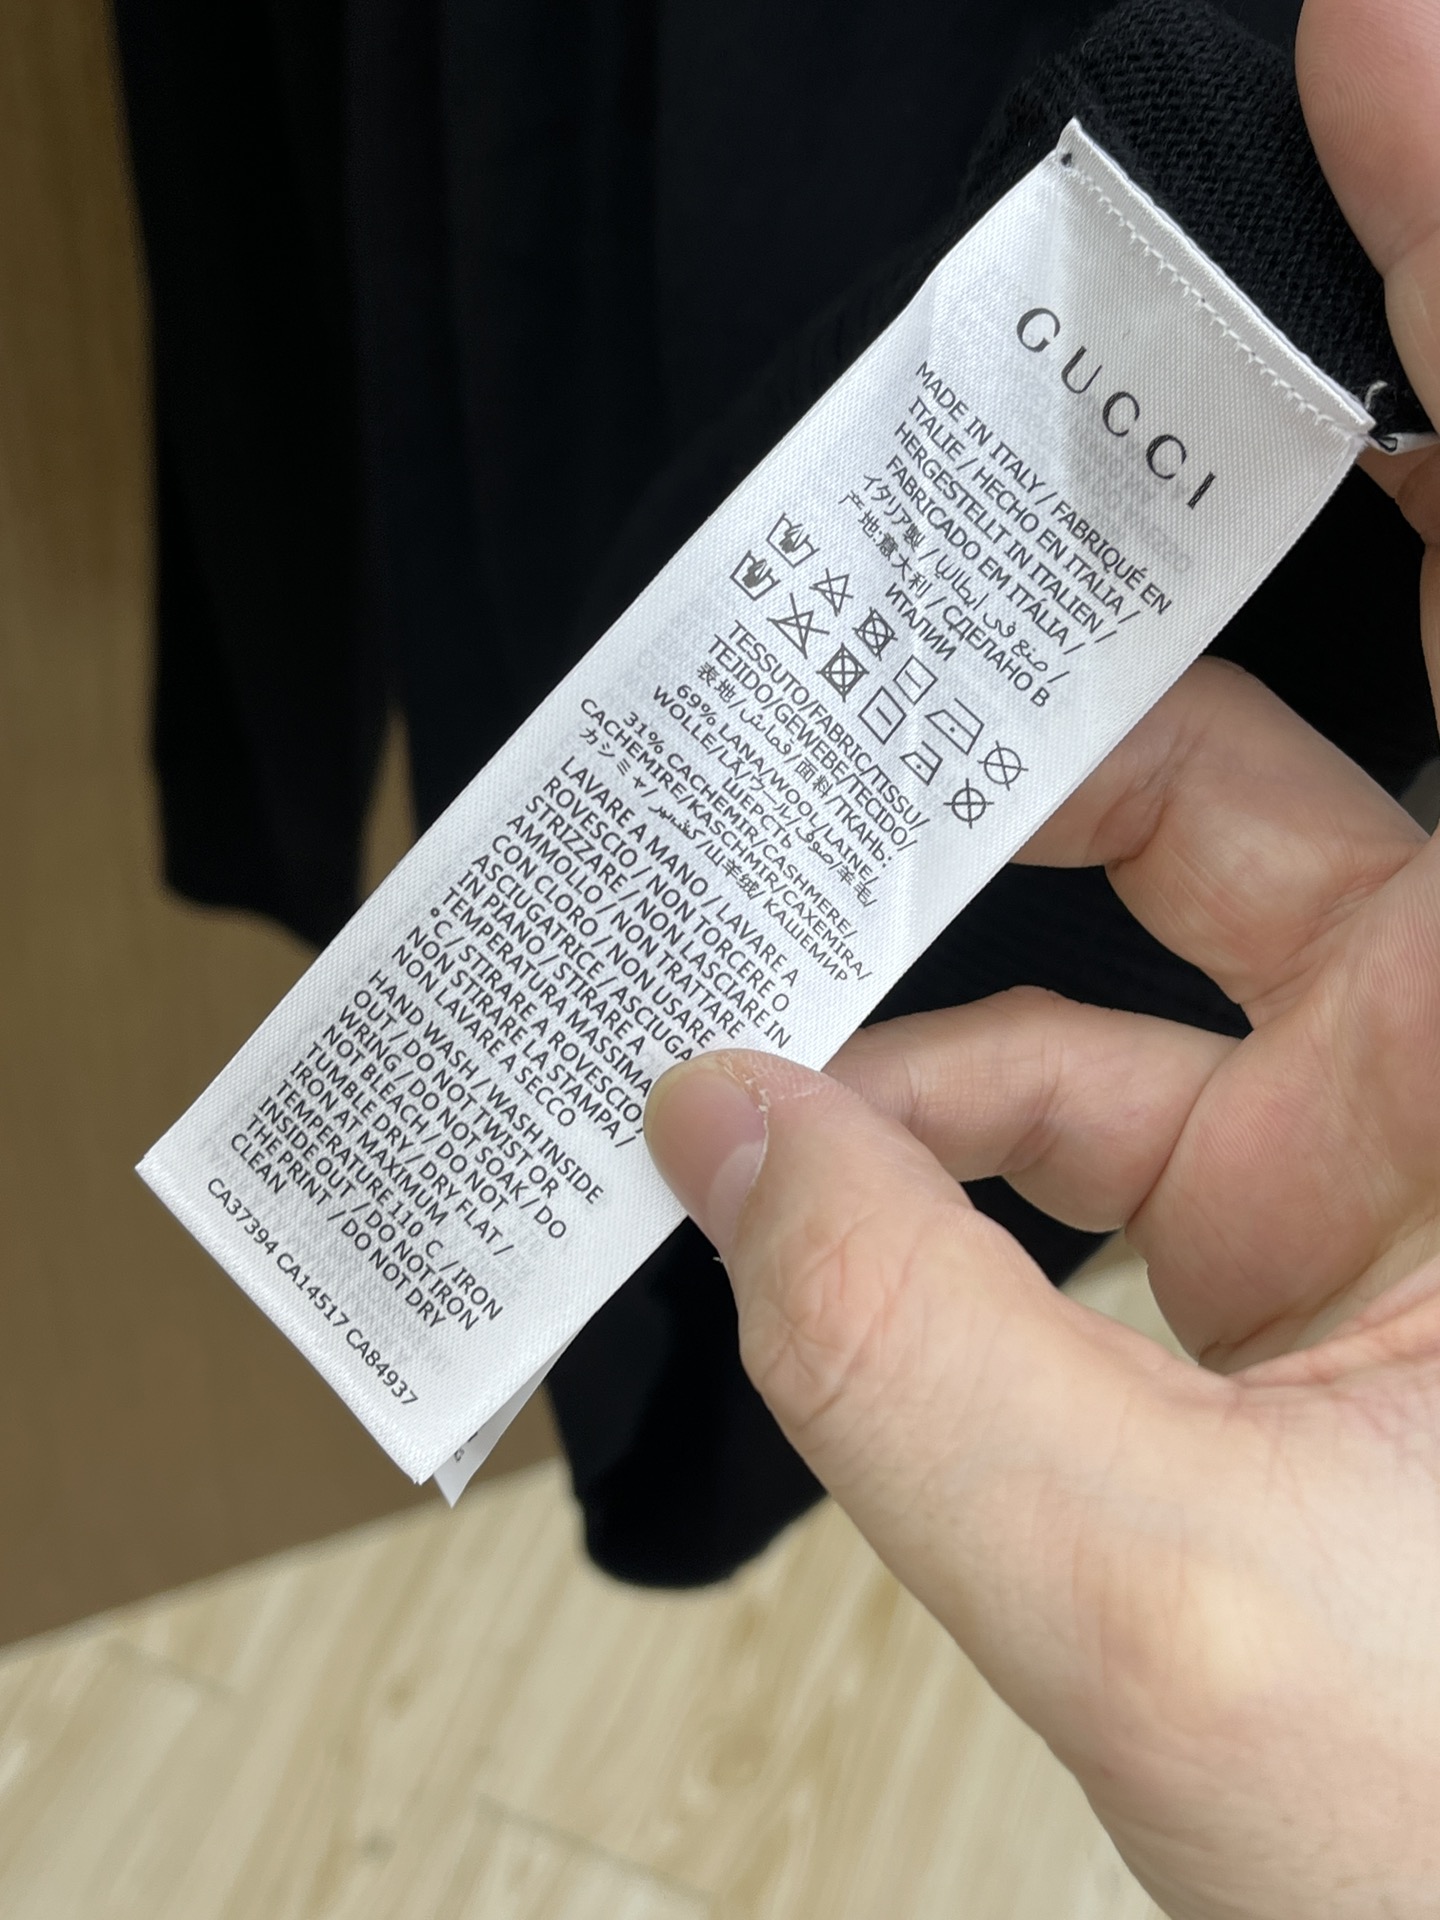 GUCCI
MADE IN ITALY / FABRIQUÉ EN
ITALIE / HECHO EN ITALIA /
HERGESTELLT IN ITALIEN /
FABRICADO EM ITÁLIA /
イタリア製 / صنع في ايطاليا /
产地:意大利 / СДЕЛАНО В
ИТАЛИИ
TESSUTO/FABRIC/TISSU/
TEJIDO/GEWEBE/TECIDO/
表地/قماش/面料/ТКАНЬ:
69% LANA/WOOL/LAINE/
WOLLE/LÃ/ウール/صوف/羊毛/
ШЕРСТЬ
31% CACHEMIR/CASHMERE/
CACHEMIRE/KASCHMIR/CAXEMIRA/
カシミヤ/كشمير/山羊绒/КАШЕМИР
LAVARE A MANO / LAVARE A
ROVESCIO / NON TORCERE O
STRIZZARE / NON LASCIARE IN
AMMOLLO / NON TRATTARE
CON CLORO / NON USARE
ASCIUGATRICE / ASCIUGA
IN PIANO / STIRARE A
TEMPERATURA MASSIMA
°C / STIRARE A ROVESCIO /
NON STIRARE LA STAMPA /
NON LAVARE A SECCO
HAND WASH / WASH INSIDE
OUT / DO NOT TWIST OR
WRING / DO NOT SOAK / DO
NOT BLEACH / DO NOT
TUMBLE DRY / DRY FLAT /
IRON AT MAXIMUM
TEMPERATURE 110 C / IRON
INSIDE OUT / DO NOT IRON
THE PRINT / DO NOT DRY
CLEAN
CA37394 CA14517 CA84937